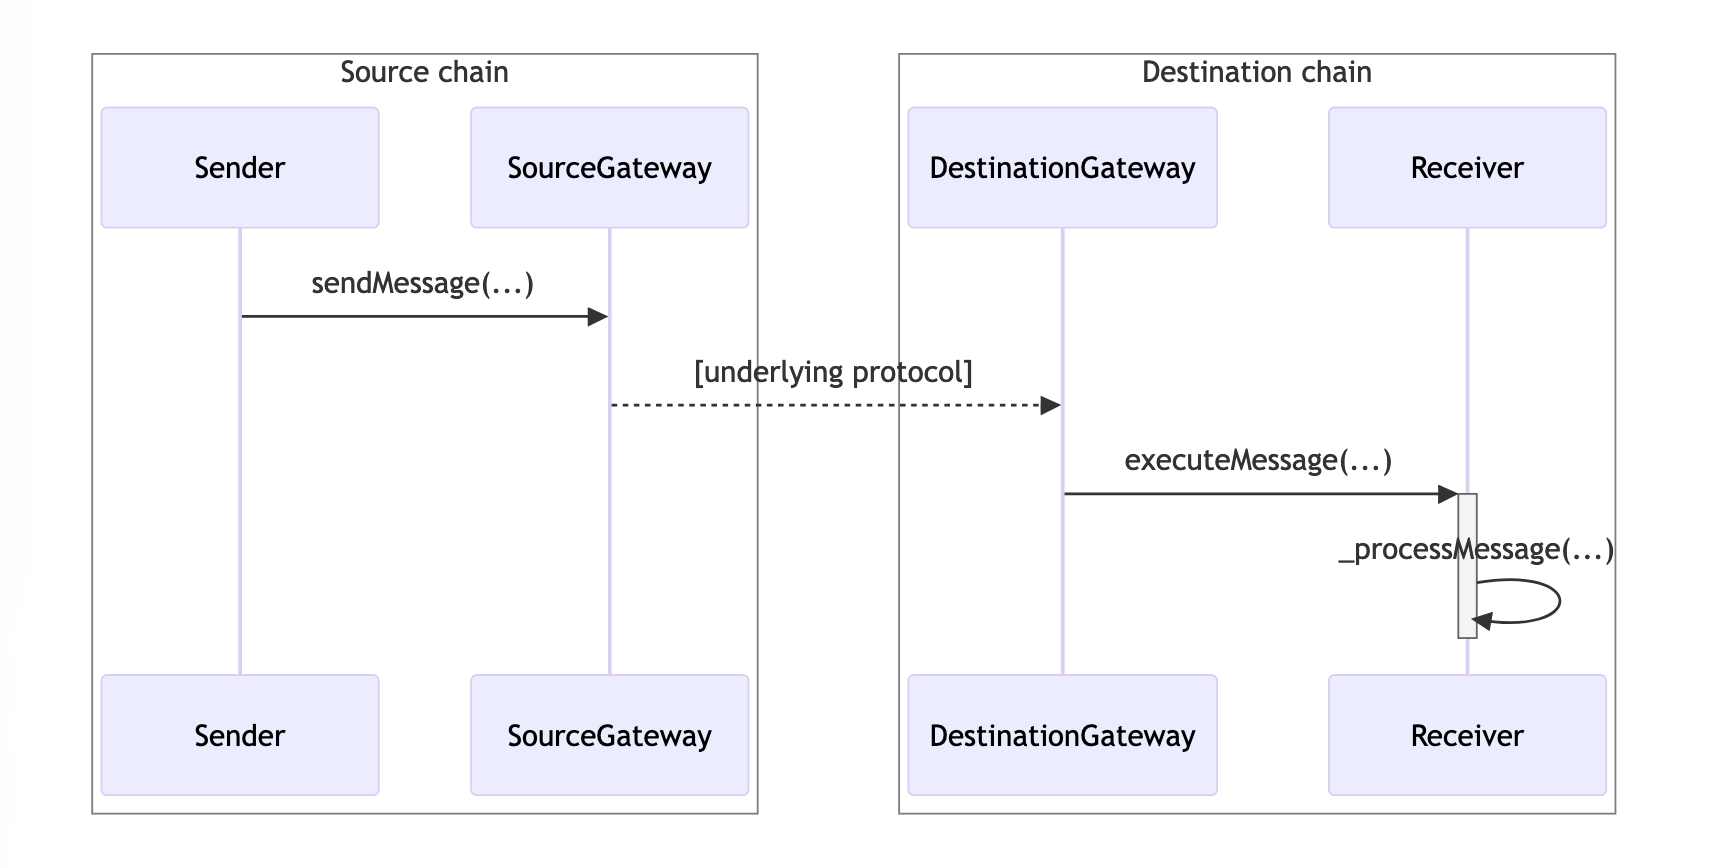 Source chain
Destination chain
Sender
SourceGateway
DestinationGateway
Receiver
sendMessage(...)
[underlying protocol]
executeMessage(...)
_processMessage(...)
Sender
SourceGateway
DestinationGateway
Receiver